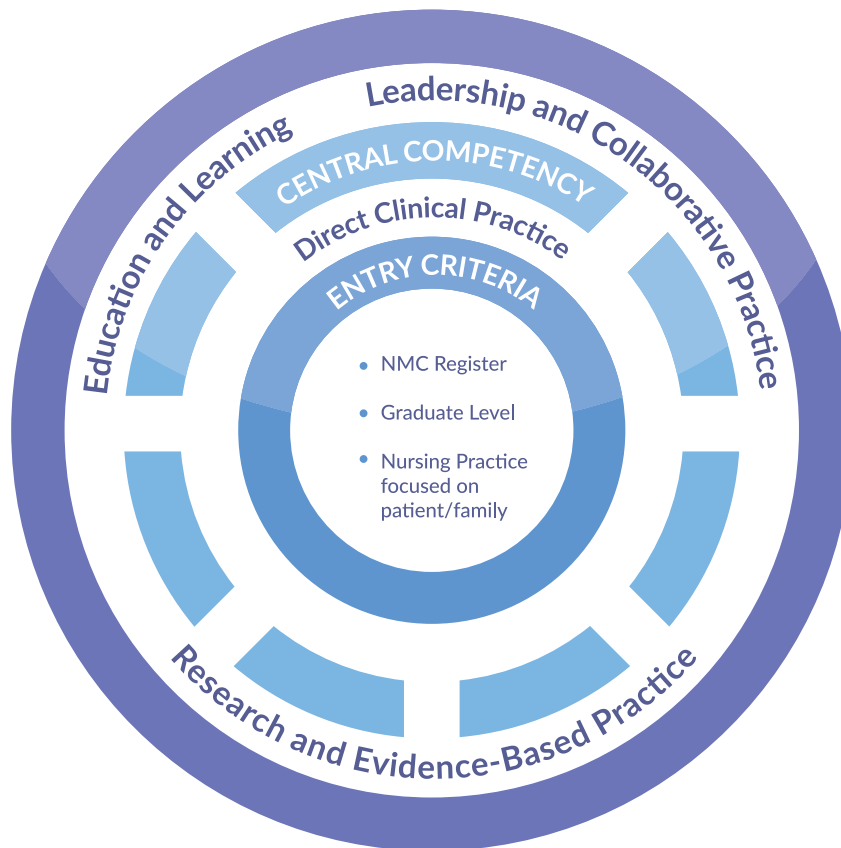 Leadership and Collaborative Practice
Education and Learning
CENTRAL COMPETENCY
Direct Clinical Practice
ENTRY CRITERIA
• NMC Register
• Graduate Level
• Nursing Practice
focused on
patient/family
Research and Evidence-Based Practice